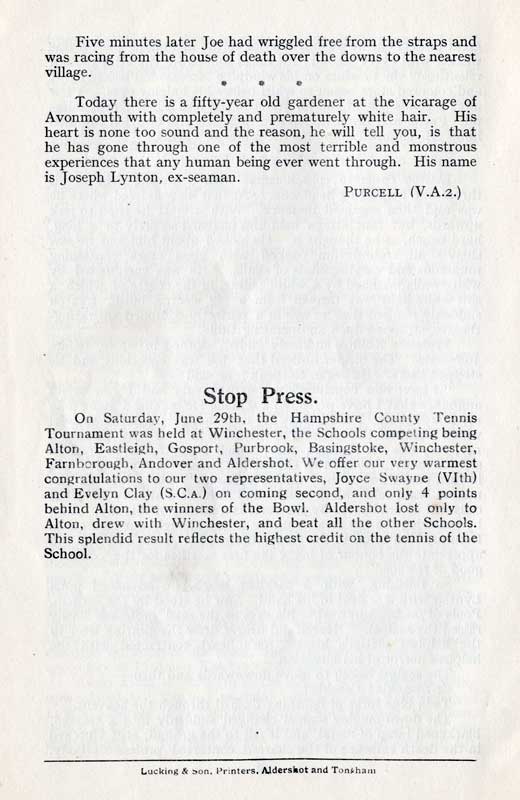 Five minutes later Joe had wriggled free from the straps and
was racing from the house of death over the downs to the nearest
village.
* * *
Today there is a fifty-year old gardener at the vicarage of
Avonmouth with completely and prematurely white hair. His
heart is none too sound and the reason, he will tell you, is that
he has gone through one of the most terrible and monstrous
experiences that any human being ever went through. His name
is Joseph Lynton, ex-seaman.
PURCELL (V.A.2.)
Stop Press.
On Saturday, June 29th, the Hampshire County Tennis
Tournament was held at Winchester, the Schools competing being
Alton, Eastleigh, Gosport, Purbrook, Basingstoke, Winchester,
Farnborough, Andover and Aldershot. We offer our very warmest
congratulations to our two representatives, Joyce Swayne (VIth)
and Evelyn Clay (S.C.A.) on coming second, and only 4 points
behind Alton, the winners of the Bowl. Aldershot lost only to
Alton, drew with Winchester, and beat all the other Schools.
This splendid result reflects the highest credit on the tennis of the
School.
Lucking & Son, Printers, Aldershot and Tongham